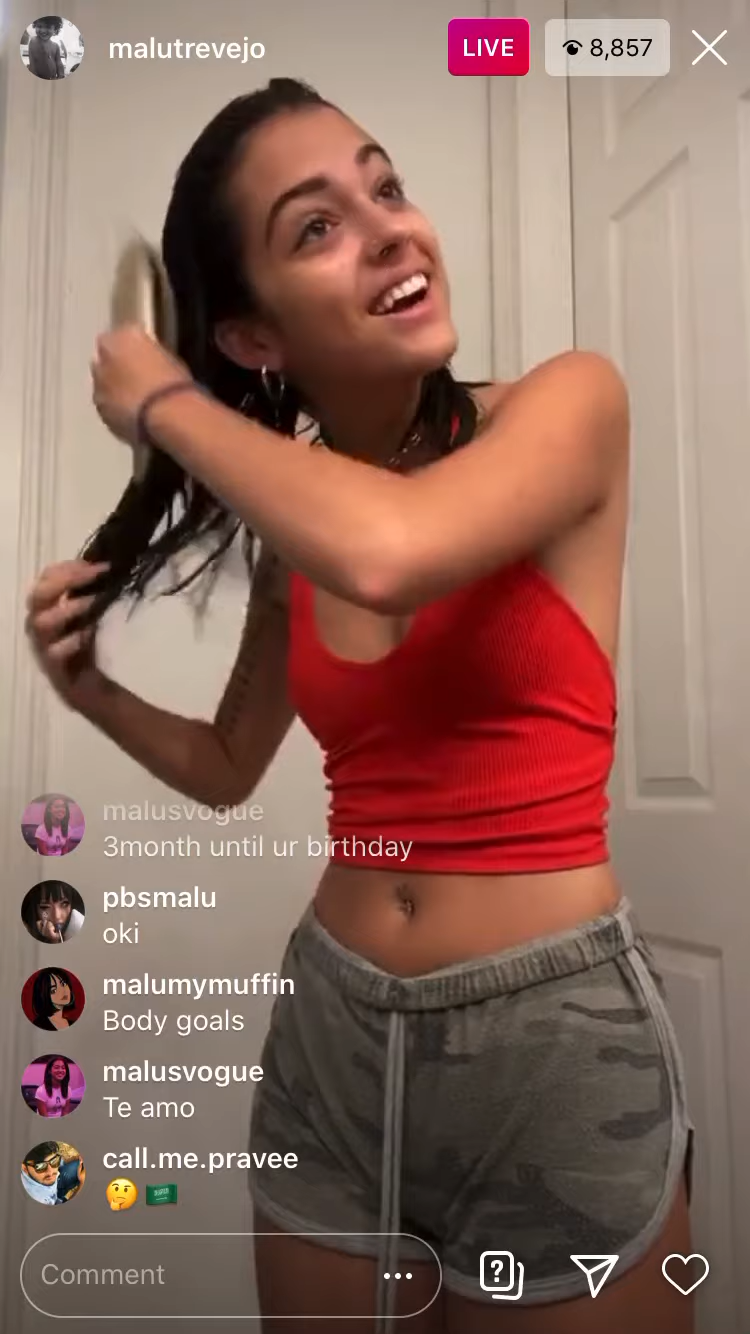 malutrevejo
LIVE
8,857
malusvogue
3month until ur birthday
pbsmalu
oki
malumymuffin
Body goals
malusvogue
Te amo
call.me.pravee
🤔🇸🇦
Comment